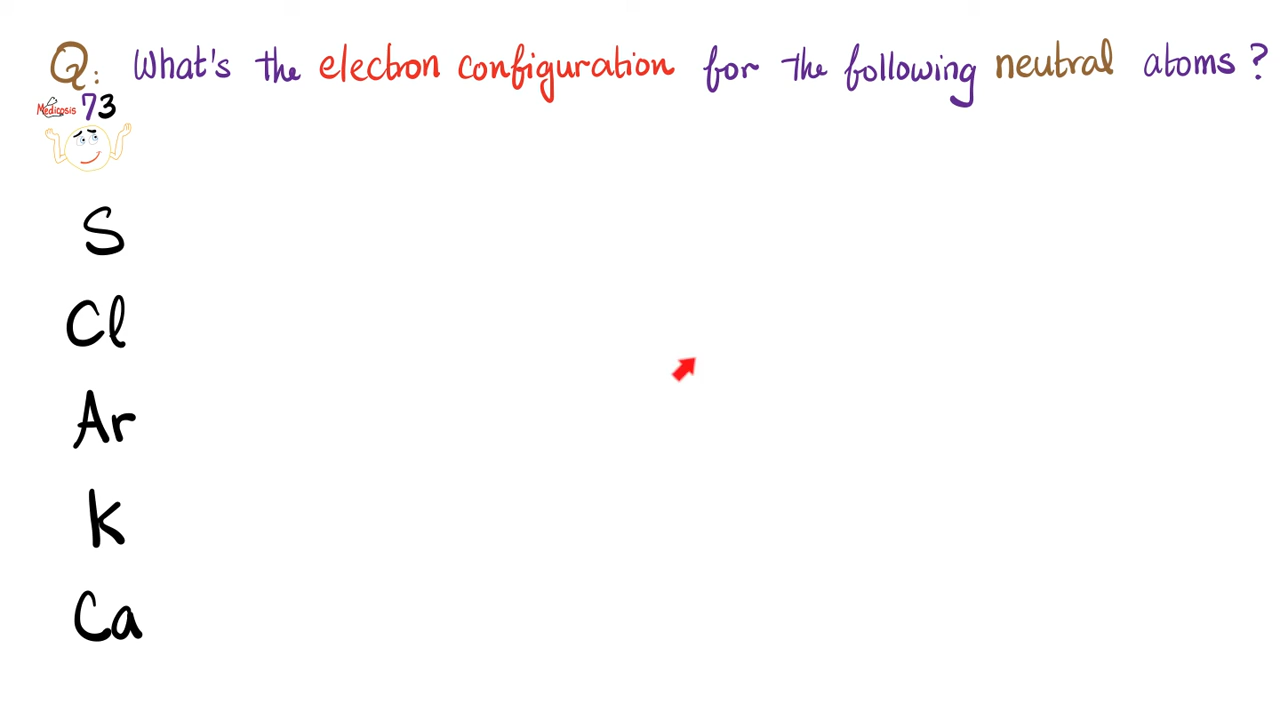 Q: What's the electron configuration for the following neutral atoms?
Medicosis 73
S
Cl
Ar
K
Ca